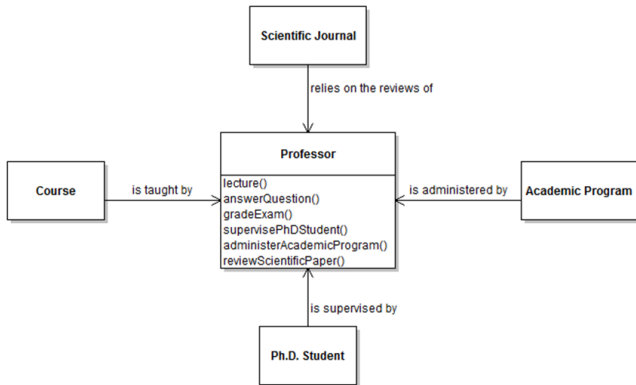 Scientific Journal
relies on the reviews of
Professor
lecture()
answerQuestion()
gradeExam()
supervisePhDStudent()
administerAcademicProgram()
reviewScientificPaper()
Course
is taught by
is administered by
Academic Program
is supervised by
Ph.D. Student